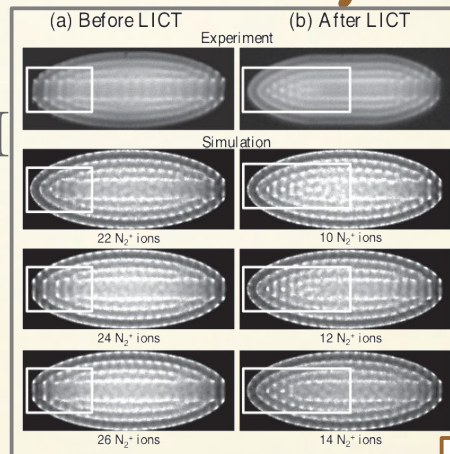 (a) Before LICT (b) After LICT
Experiment
Simulation
22 N₂⁺ ions 10 N₂⁺ ions
24 N₂⁺ ions 12 N₂⁺ ions
26 N₂⁺ ions 14 N₂⁺ ions